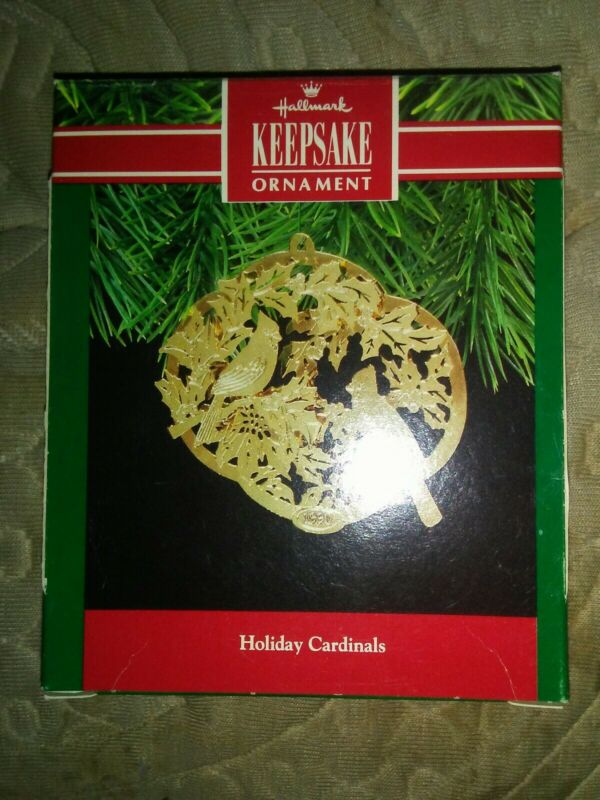 Hallmark
KEEPSAKE
ORNAMENT
Holiday Cardinals